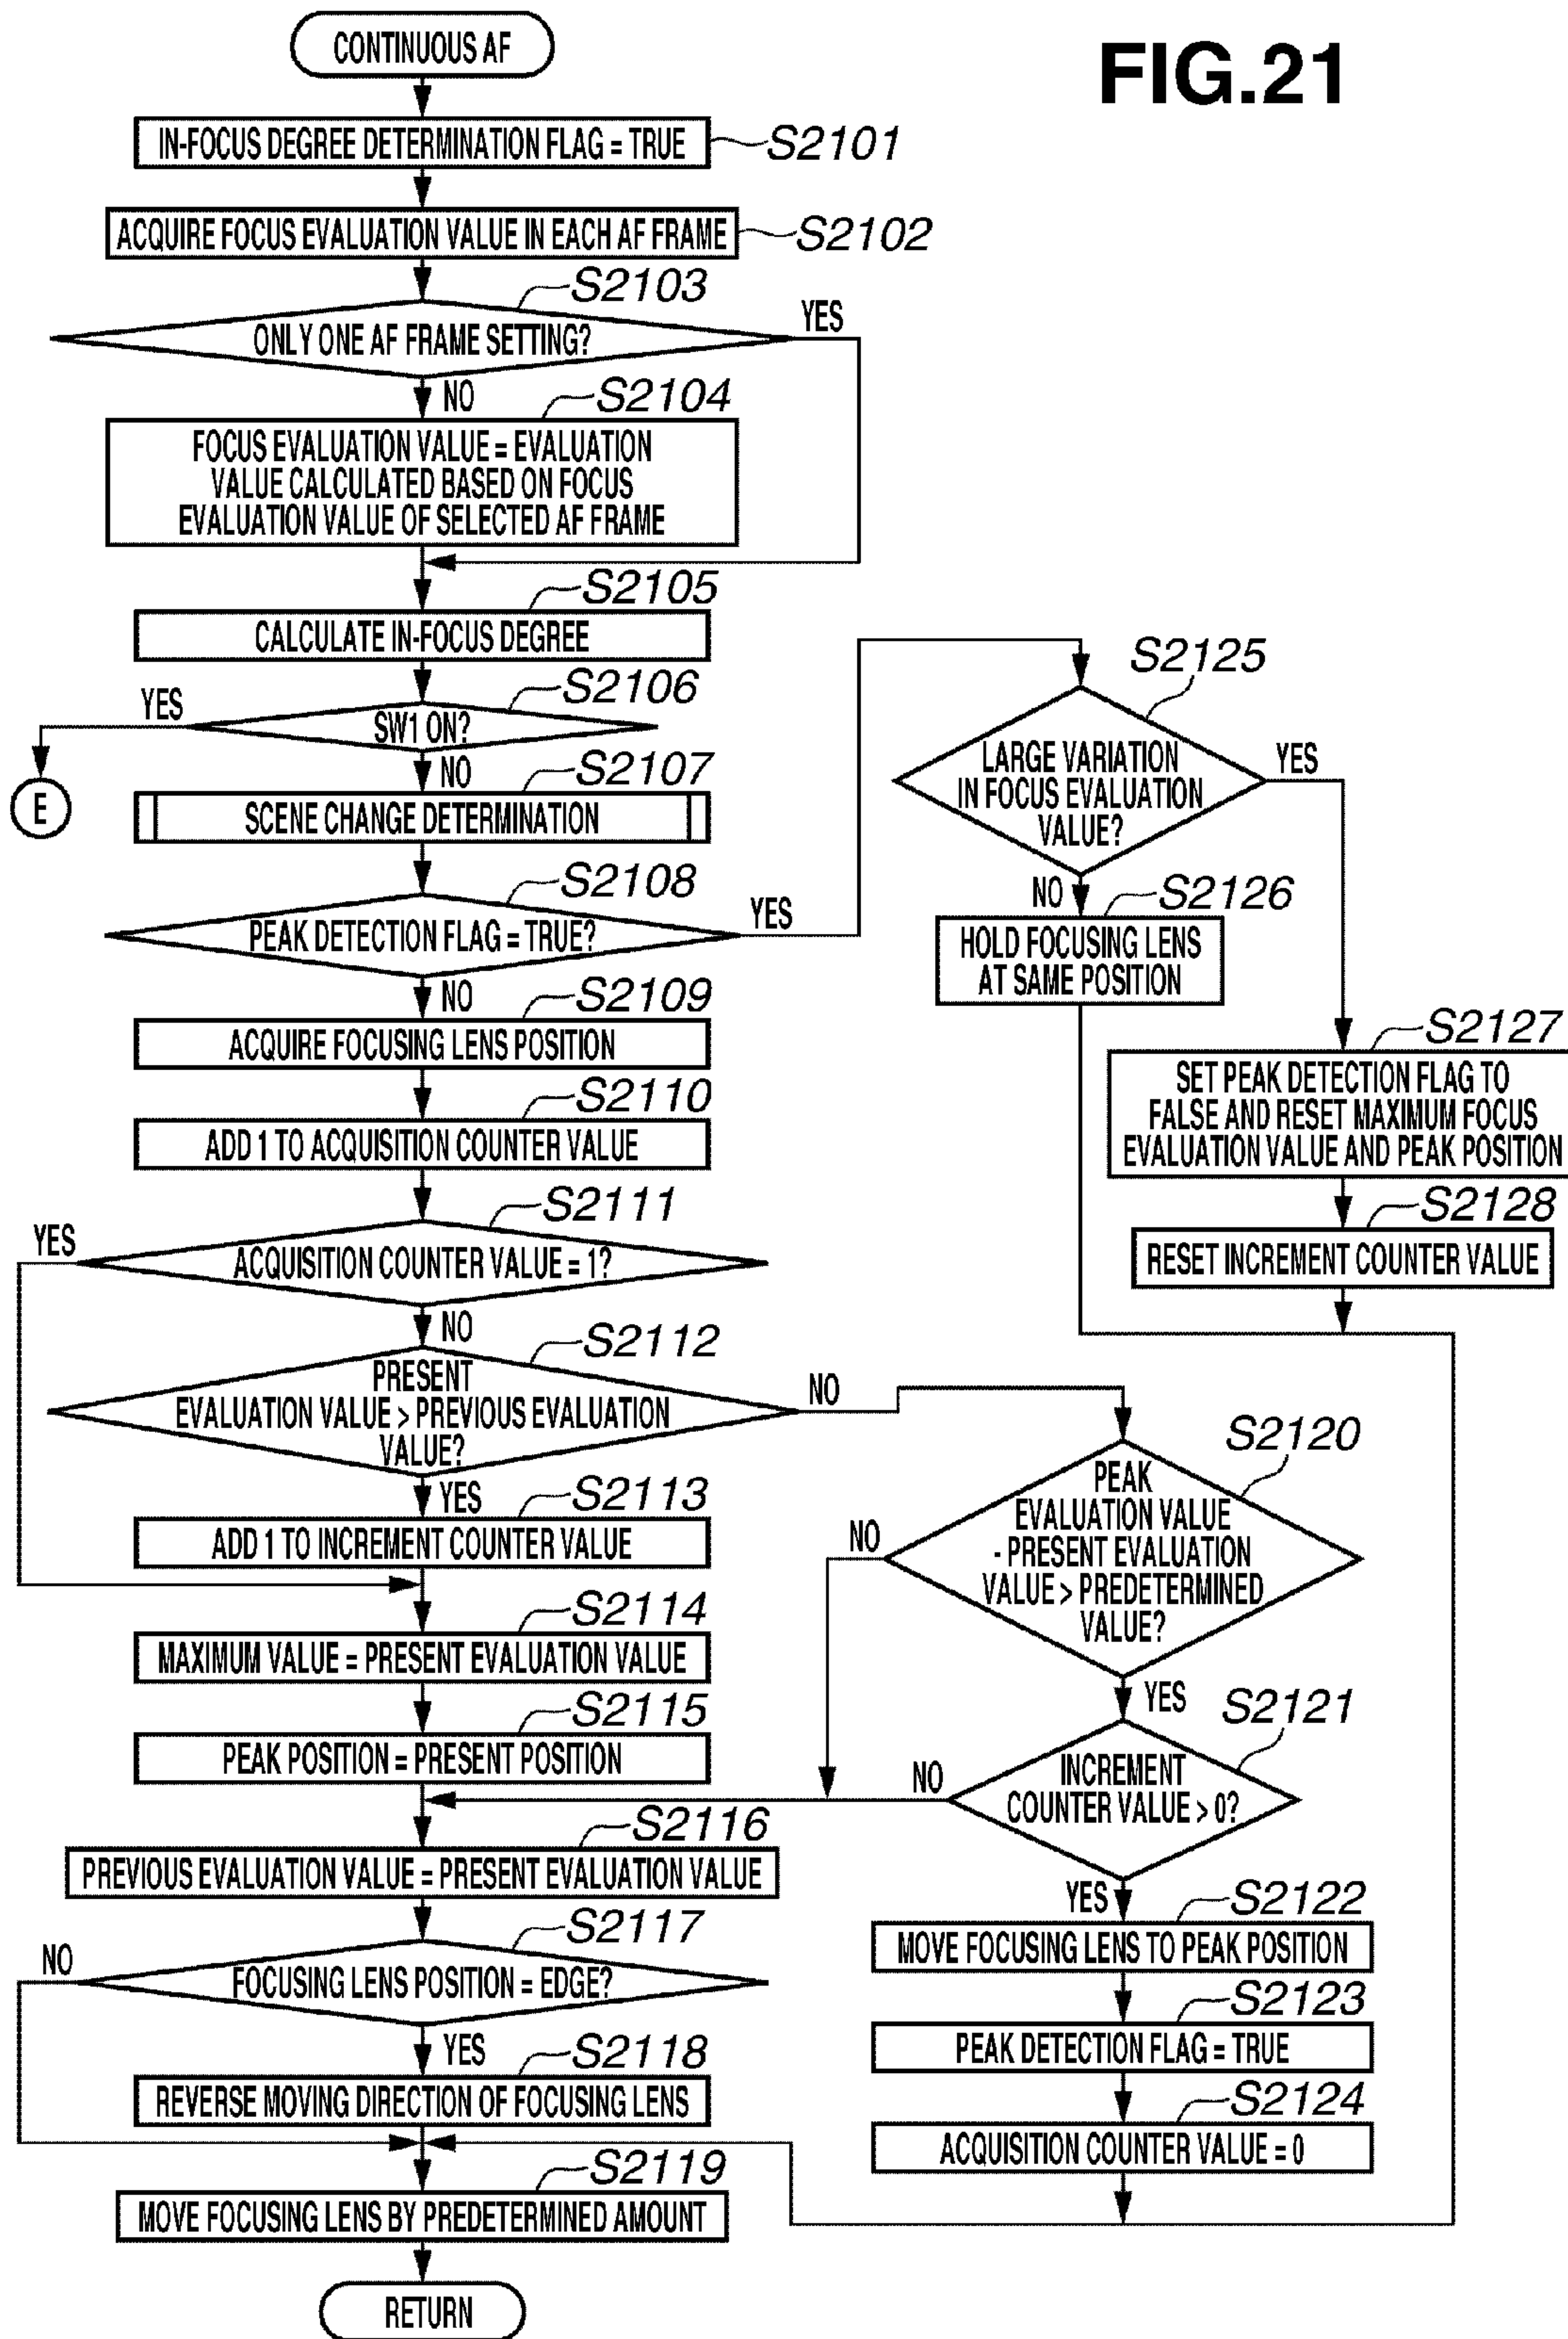 FIG.21
CONTINUOUS AF
IN-FOCUS DEGREE DETERMINATION FLAG = TRUE
S2101
ACQUIRE FOCUS EVALUATION VALUE IN EACH AF FRAME
S2102
S2103
ONLY ONE AF FRAME SETTING?
YES
NO
S2104
FOCUS EVALUATION VALUE = EVALUATION
VALUE CALCULATED BASED ON FOCUS
EVALUATION VALUE OF SELECTED AF FRAME
S2105
CALCULATE IN-FOCUS DEGREE
S2106
YES
SW1 ON?
E
NO
S2107
SCENE CHANGE DETERMINATION
S2108
PEAK DETECTION FLAG = TRUE?
YES
NO
S2109
ACQUIRE FOCUSING LENS POSITION
S2110
ADD 1 TO ACQUISITION COUNTER VALUE
S2111
YES
ACQUISITION COUNTER VALUE = 1?
NO
S2112
PRESENT
EVALUATION VALUE > PREVIOUS EVALUATION
VALUE?
NO
YES
S2113
ADD 1 TO INCREMENT COUNTER VALUE
S2114
MAXIMUM VALUE = PRESENT EVALUATION VALUE
S2115
PEAK POSITION = PRESENT POSITION
S2116
PREVIOUS EVALUATION VALUE = PRESENT EVALUATION VALUE
S2117
NO
FOCUSING LENS POSITION = EDGE?
YES
S2118
REVERSE MOVING DIRECTION OF FOCUSING LENS
S2119
MOVE FOCUSING LENS BY PREDETERMINED AMOUNT
RETURN
S2125
LARGE VARIATION
IN FOCUS EVALUATION
VALUE?
YES
NO
S2126
HOLD FOCUSING LENS
AT SAME POSITION
S2127
SET PEAK DETECTION FLAG TO
FALSE AND RESET MAXIMUM FOCUS
EVALUATION VALUE AND PEAK POSITION
S2128
RESET INCREMENT COUNTER VALUE
S2120
PEAK
EVALUATION VALUE
- PRESENT EVALUATION
VALUE > PREDETERMINED
VALUE?
NO
YES
S2121
INCREMENT
COUNTER VALUE > 0?
NO
YES
S2122
MOVE FOCUSING LENS TO PEAK POSITION
S2123
PEAK DETECTION FLAG = TRUE
S2124
ACQUISITION COUNTER VALUE = 0